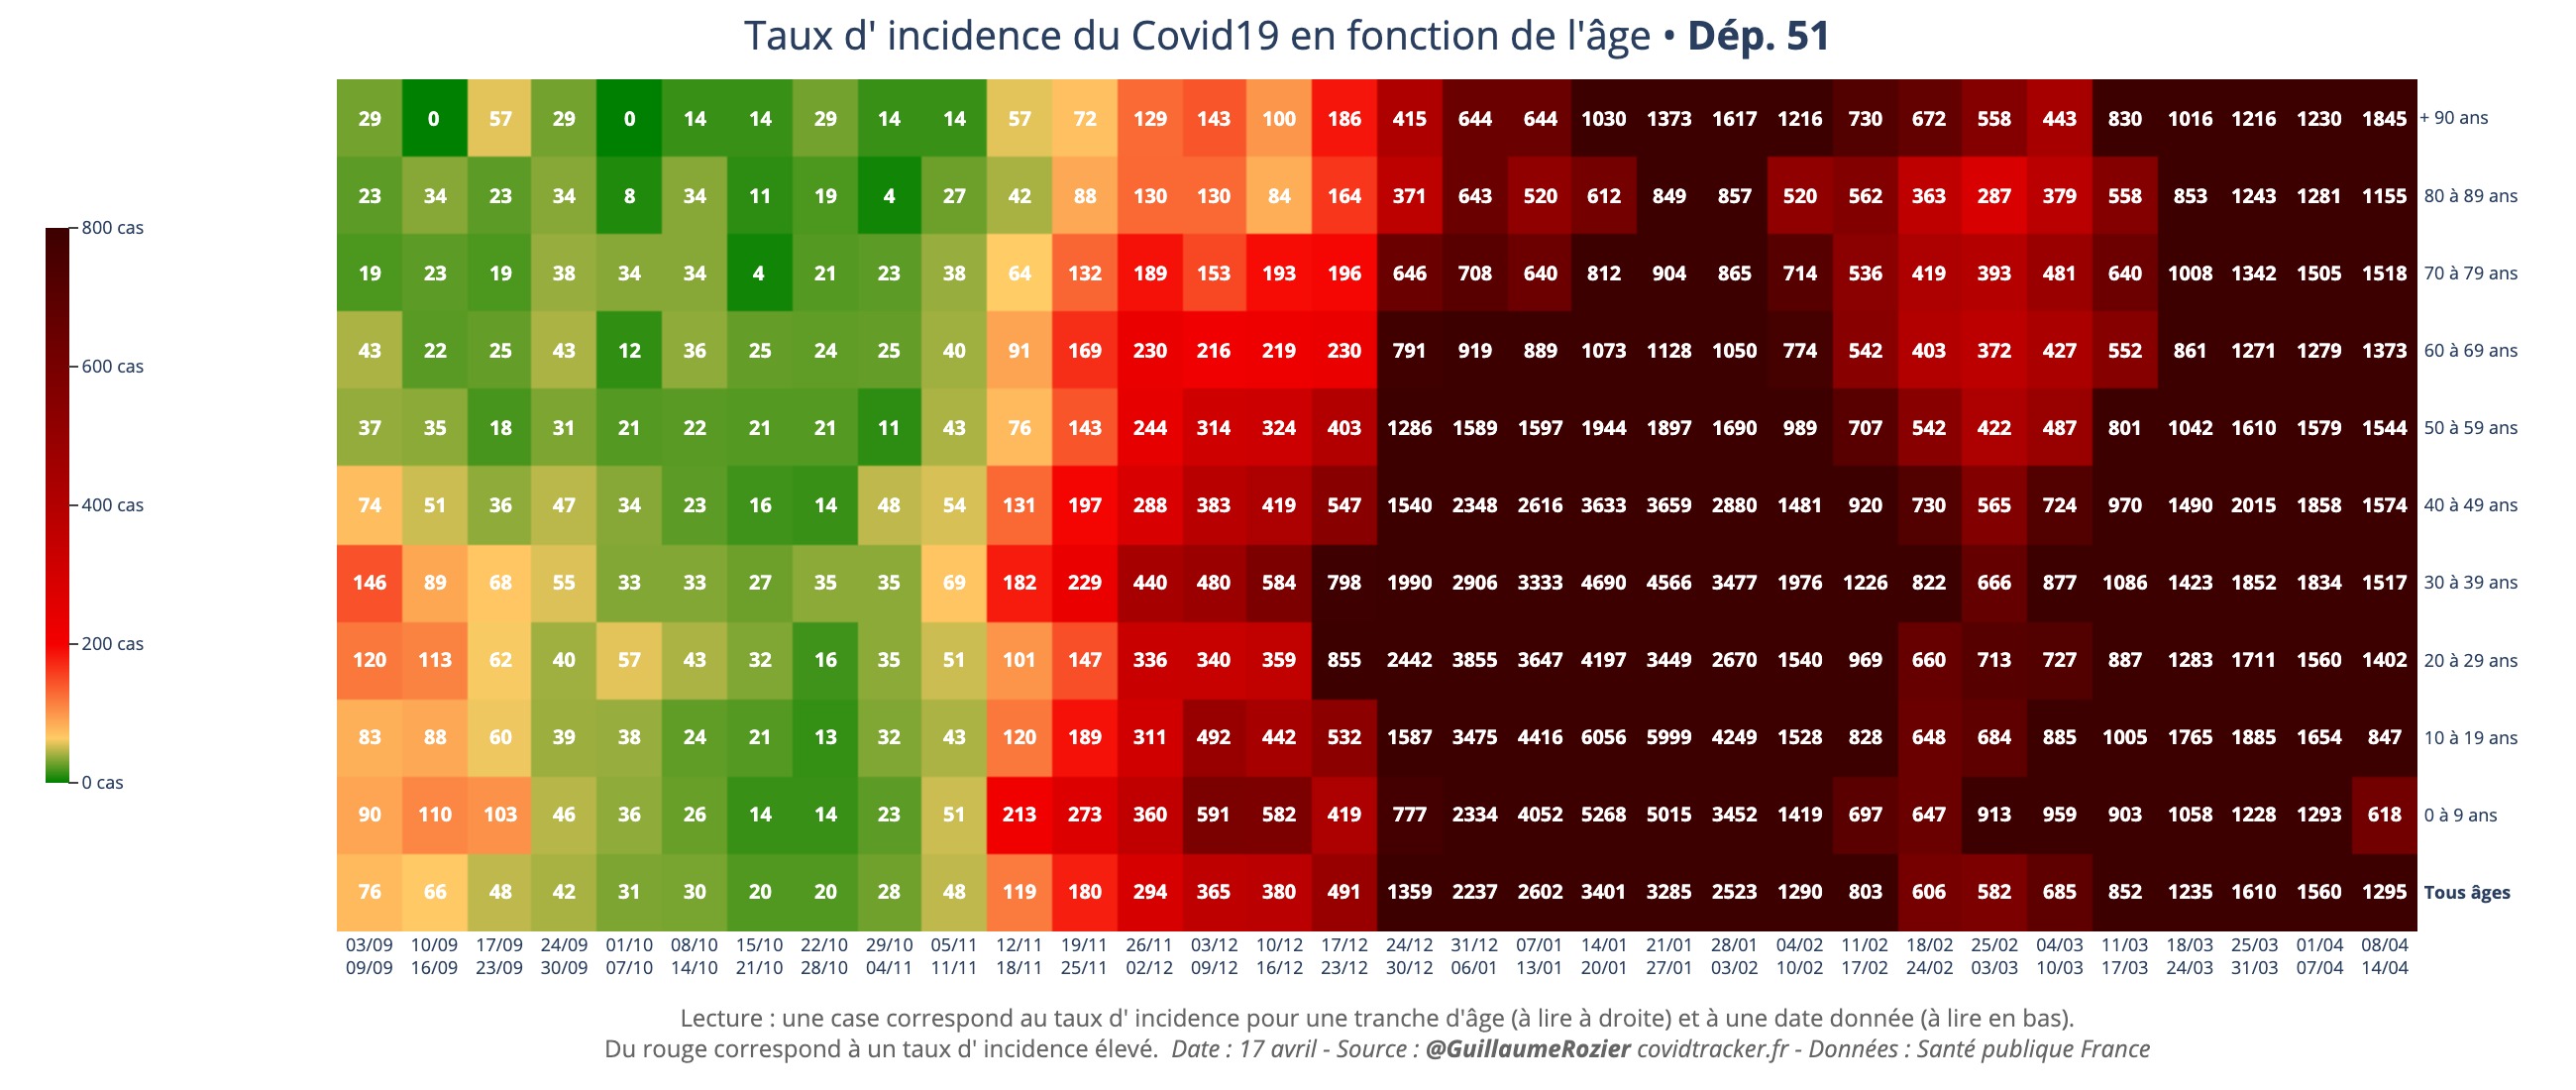 Taux d' incidence du Covid19 en fonction de l'âge • Dép. 51
29 0 57 29 0 14 14 29 14 14 57 72 129 143 100 186 415 644 644 1030 1373 1617 1216 730 672 558 443 830 1016 1216 1230 1845 + 90 ans
23 34 23 34 8 34 11 19 4 27 42 88 130 130 84 164 371 643 520 612 849 857 520 562 363 287 379 558 853 1243 1281 1155 80 à 89 ans
800 cas
19 23 19 38 34 34 4 21 23 38 64 132 189 153 193 196 646 708 640 812 904 865 714 536 419 393 481 640 1008 1342 1505 1518 70 à 79 ans
43 22 25 43 12 36 25 24 25 40 91 169 230 216 219 230 791 919 889 1073 1128 1050 774 542 403 372 427 552 861 1271 1279 1373 60 à 69 ans
600 cas
37 35 18 31 21 22 21 21 11 43 76 143 244 314 324 403 1286 1589 1597 1944 1897 1690 989 707 542 422 487 801 1042 1610 1579 1544 50 à 59 ans
400 cas
74 51 36 47 34 23 16 14 48 54 131 197 288 383 419 547 1540 2348 2616 3633 3659 2880 1481 920 730 565 724 970 1490 2015 1858 1574 40 à 49 ans
146 89 68 55 33 33 27 35 35 69 182 229 440 480 584 798 1990 2906 3333 4690 4566 3477 1976 1226 822 666 877 1086 1423 1852 1834 1517 30 à 39 ans
200 cas
120 113 62 40 57 43 32 16 35 51 101 147 336 340 359 855 2442 3855 3647 4197 3449 2670 1540 969 660 713 727 887 1283 1711 1560 1402 20 à 29 ans
83 88 60 39 38 24 21 13 32 43 120 189 311 492 442 532 1587 3475 4416 6056 5999 4249 1528 828 648 684 885 1005 1765 1885 1654 847 10 à 19 ans
0 cas
90 110 103 46 36 26 14 14 23 51 213 273 360 591 582 419 777 2334 4052 5268 5015 3452 1419 697 647 913 959 903 1058 1228 1293 618 0 à 9 ans
76 66 48 42 31 30 20 20 28 48 119 180 294 365 380 491 1359 2237 2602 3401 3285 2523 1290 803 606 582 685 852 1235 1610 1560 1295 Tous âges
03/09 10/09 17/09 24/09 01/10 08/10 15/10 22/10 29/10 05/11 12/11 19/11 26/11 03/12 10/12 17/12 24/12 31/12 07/01 14/01 21/01 28/01 04/02 11/02 18/02 25/02 04/03 11/03 18/03 25/03 01/04 08/04
09/09 16/09 23/09 30/09 07/10 14/10 21/10 28/10 04/11 11/11 18/11 25/11 02/12 09/12 16/12 23/12 30/12 06/01 13/01 20/01 27/01 03/02 10/02 17/02 24/02 03/03 10/03 17/03 24/03 31/03 07/04 14/04
Lecture : une case correspond au taux d' incidence pour une tranche d'âge (à lire à droite) et à une date donnée (à lire en bas).
Du rouge correspond à un taux d' incidence élevé. Date : 17 avril - Source : @GuillaumeRozier covidtracker.fr - Données : Santé publique France